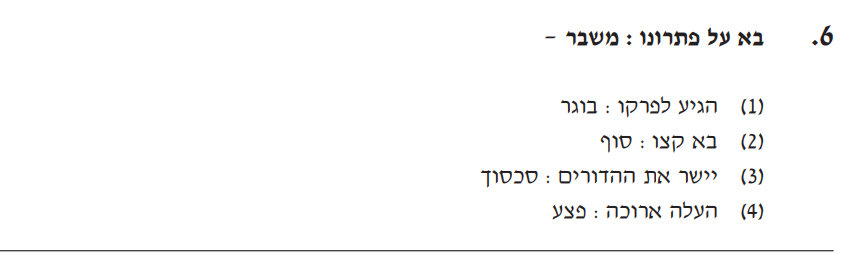 6. בא על פתרונו : משבר –
(1) הגיע לפרקו : בוגר
(2) בא קצו : סוף
(3) יישר את ההדורים : סכסוך
(4) העלה ארוכה : פצע